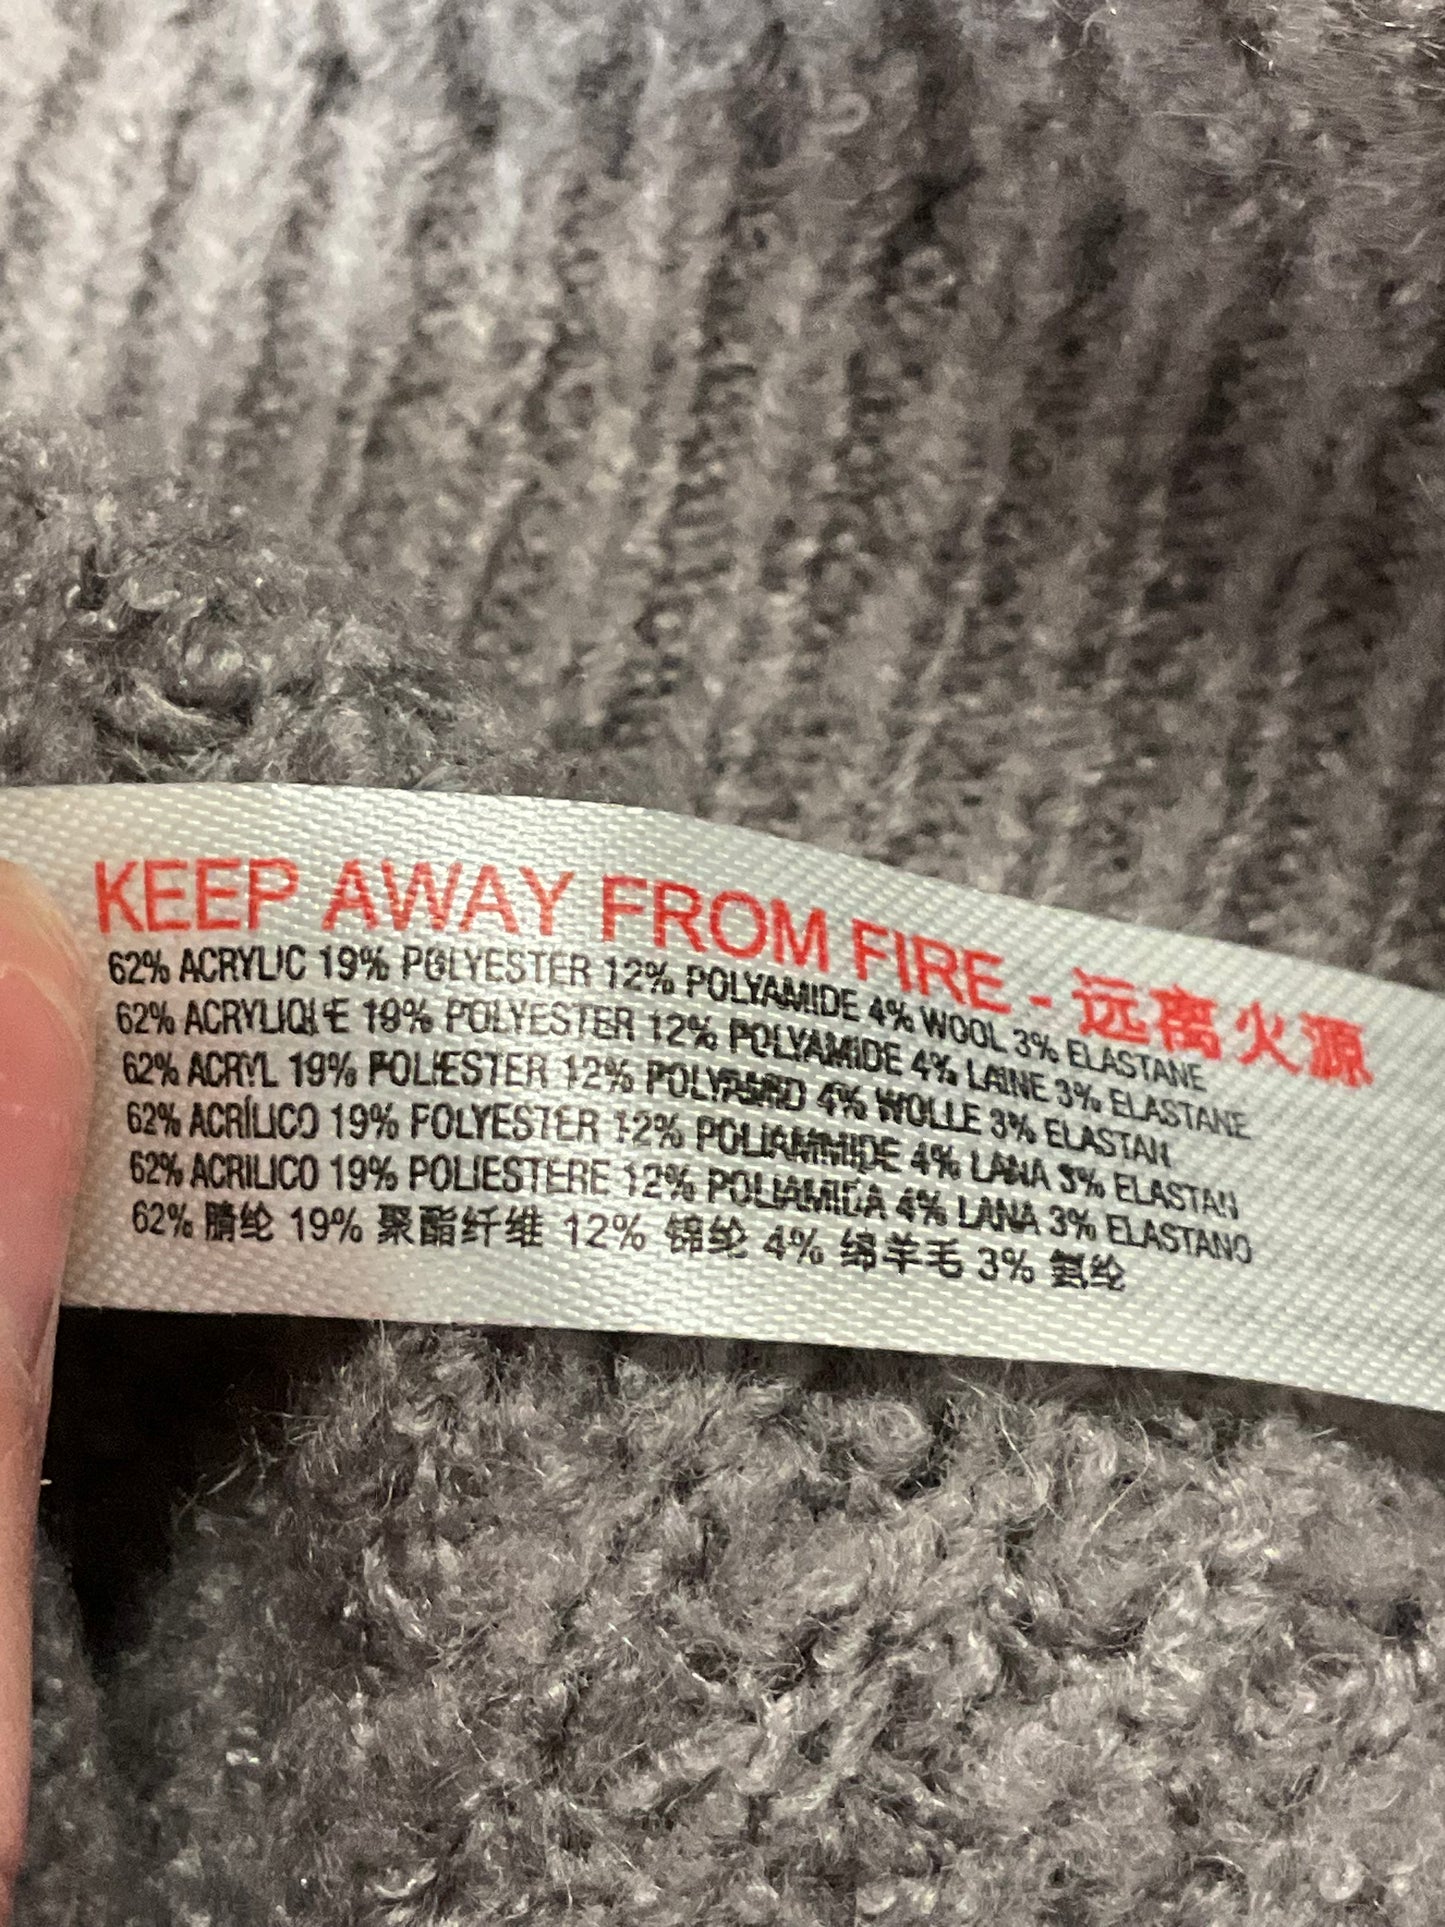 KEEP AWAY FROM FIRE - 远离火源
62% ACRYLIC 19% POLYESTER 12% POLYAMIDE 4% WOOL 3% ELASTANE
62% ACRYLIQUE 19% POLYESTER 12% POLYAMIDE 4% LAINE 3% ELASTANE
62% ACRYL 19% POLIESTER 12% POLYAMID 4% WOLLE 3% ELASTAN
62% ACRÍLICO 19% POLYESTER 12% POLIAMMIDE 4% LANA 3% ELASTAN
62% ACRILICO 19% POLIESTERE 12% POLIAMIDA 4% LANA 3% ELASTANO
62% 腈纶 19% 聚酯纤维 12% 锦纶 4% 绵羊毛 3% 氨纶